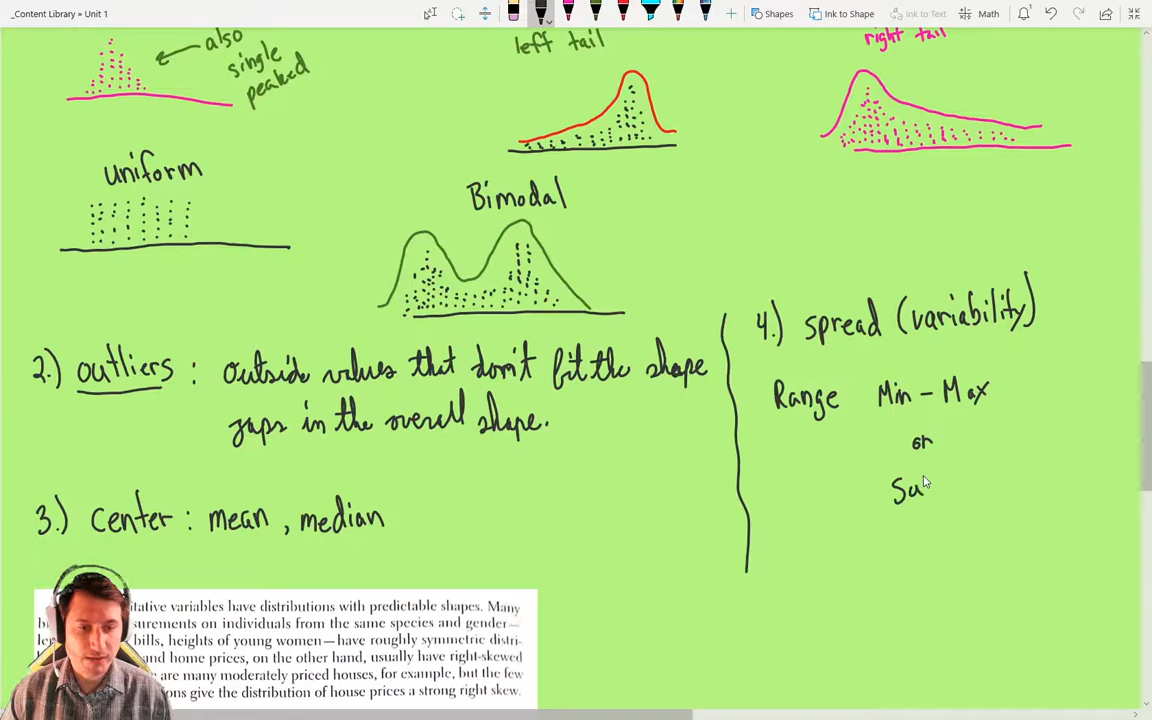 _Content Library » Unit 1
Shapes
Ink to Shape
Ink to Text
Math
also
single
peaked
left tail
right tail
uniform
Bimodal
2.) outliers : outside values that don't fit the shape
gaps in the overall shape.
3.) center : mean , median
4.) spread (variability)
Range Min - Max
or
Su
tative variables have distributions with predictable shapes. Many
urements on individuals from the same species and gender—
bills, heights of young women—have roughly symmetric distri-
and home prices, on the other hand, usually have right-skewed
are many moderately priced houses, for example, but the few
ons give the distribution of house prices a strong right skew.